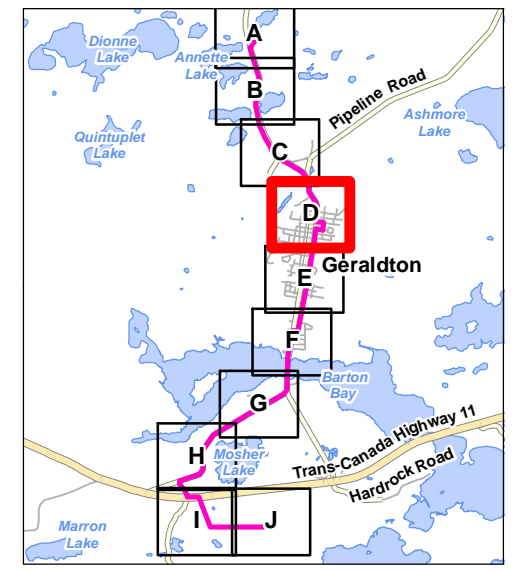 A
Dionne
Lake
Annette
Lake
B
Pipeline Road
Ashmore
Lake
Quintuplet
Lake
C
D
Geraldton
E
F
Barton
Bay
G
Trans-Canada Highway 11
H
Mosher
Lake
Hardrock Road
I
J
Marron
Lake